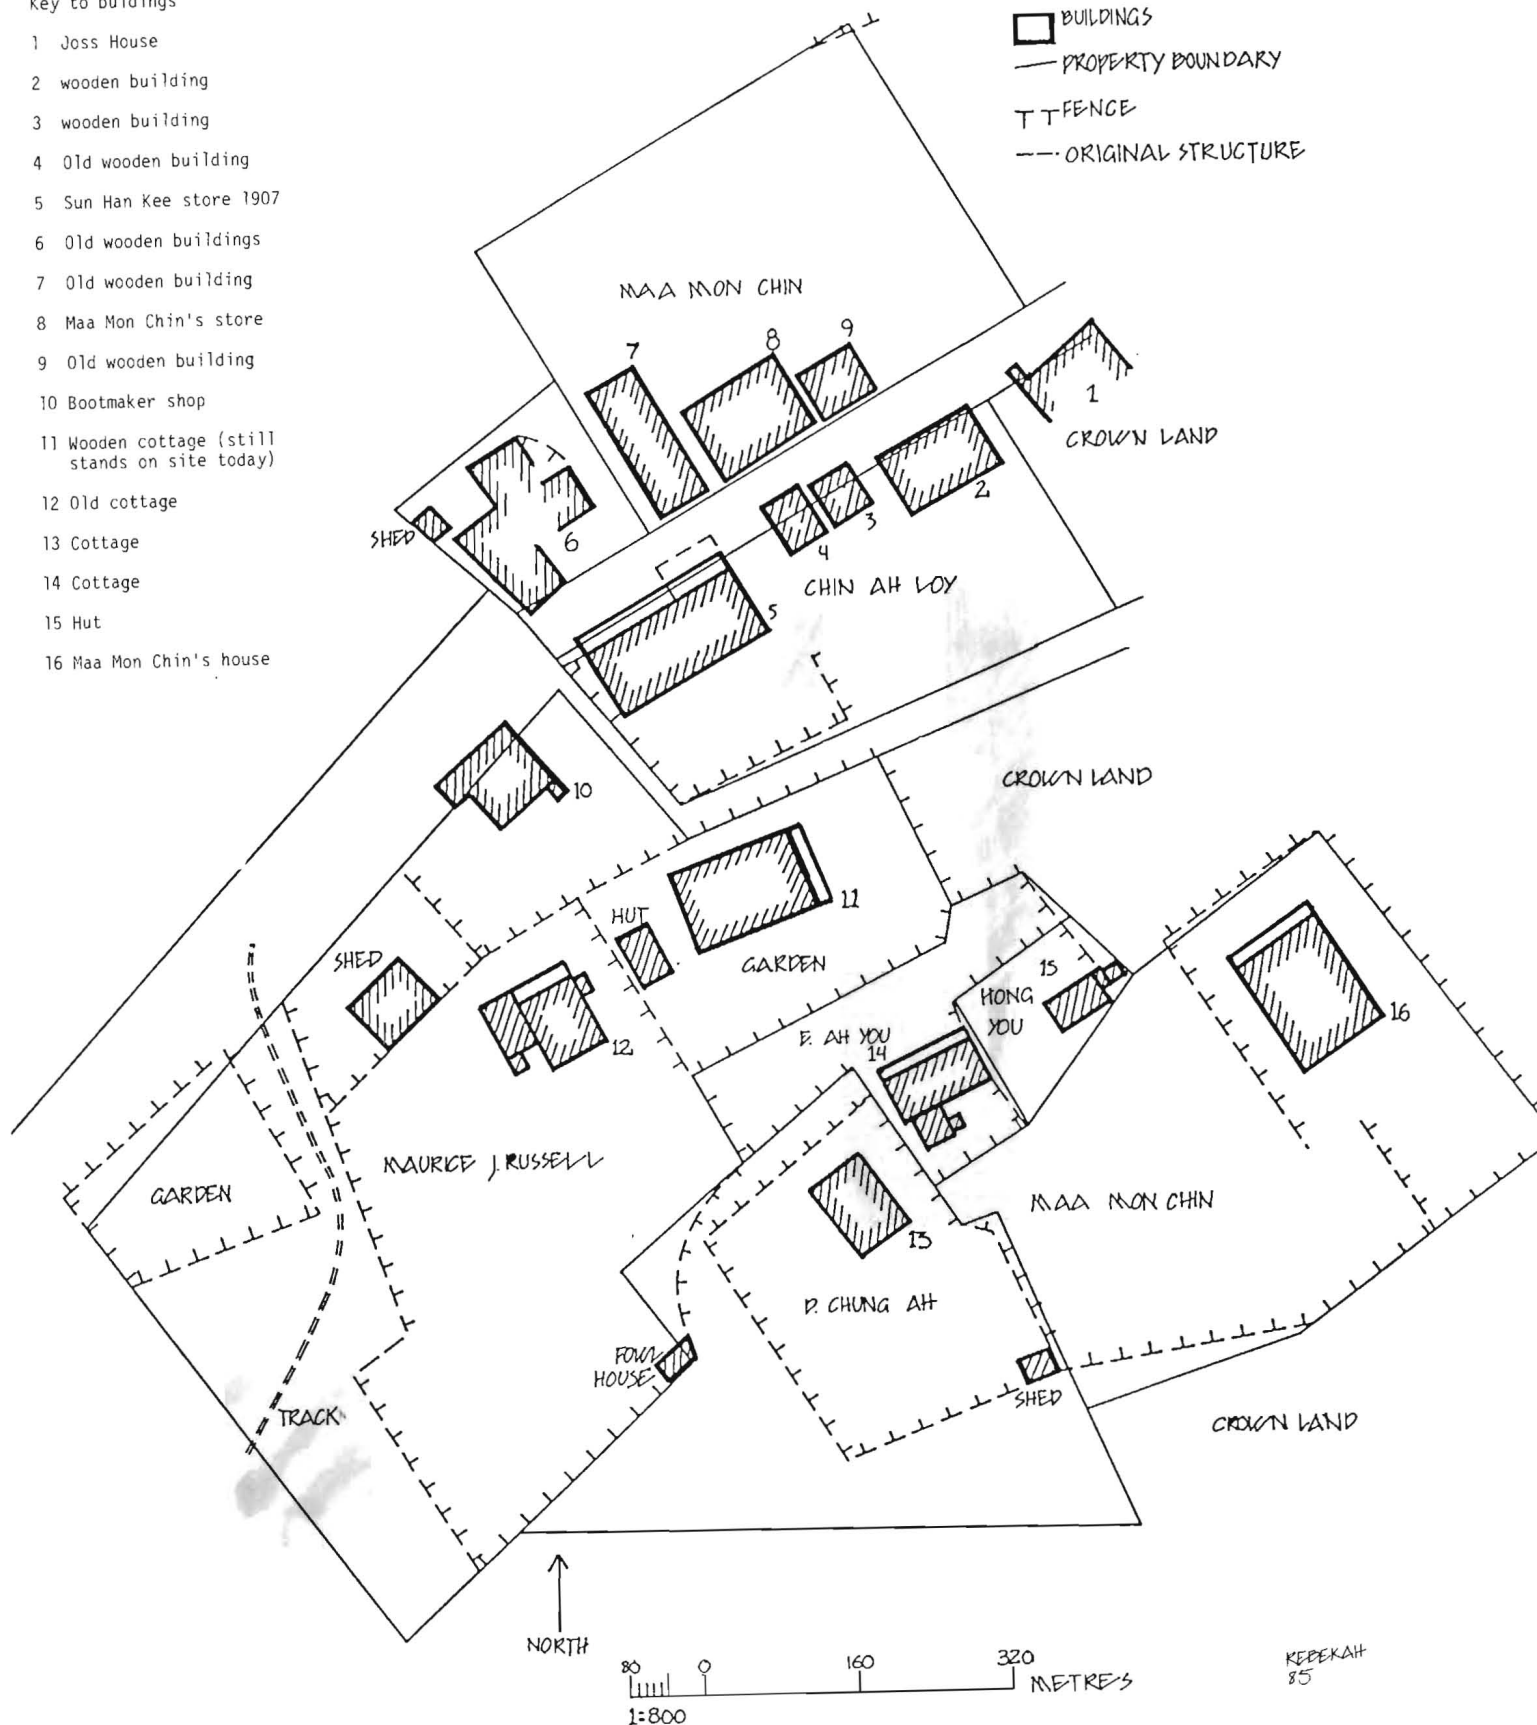 Key to buldings
1 Joss House
2 wooden building
3 wooden building
4 Old wooden building
5 Sun Han Kee store 1907
6 Old wooden buildings
7 Old wooden building
8 Maa Mon Chin's store
9 Old wooden building
10 Bootmaker shop
11 Wooden cottage (still
stands on site today)
12 Old cottage
13 Cottage
14 Cottage
15 Hut
16 Maa Mon Chin's house
BUILDINGS
PROPERTY BOUNDARY
FENCE
ORIGINAL STRUCTURE
MAA MON CHIN
7
8
9
1
CROWN LAND
2
3
4
SHED
6
CHIN AH LOY
5
10
CROWN LAND
11
HUT
GARDEN
SHED
12
15
HONG
YOU
16
E. AH YOU
14
MAURICE J. RUSSELL
GARDEN
MAA MON CHIN
13
D. CHUNG AH
FOWL
HOUSE
SHED
TRACK
CROWN LAND
NORTH
80 0 160 320
METRES
1:800
REBEKAH
85